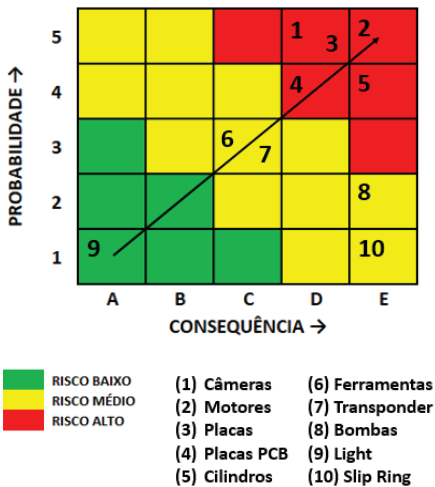 PROBABILIDADE →
5 1 3 2
4 4 5
3 6 7
2 8
1 9 10
A B C D E
CONSEQUÊNCIA →
RISCO BAIXO
RISCO MÉDIO
RISCO ALTO
(1) Câmeras
(2) Motores
(3) Placas
(4) Placas PCB
(5) Cilindros
(6) Ferramentas
(7) Transponder
(8) Bombas
(9) Light
(10) Slip Ring